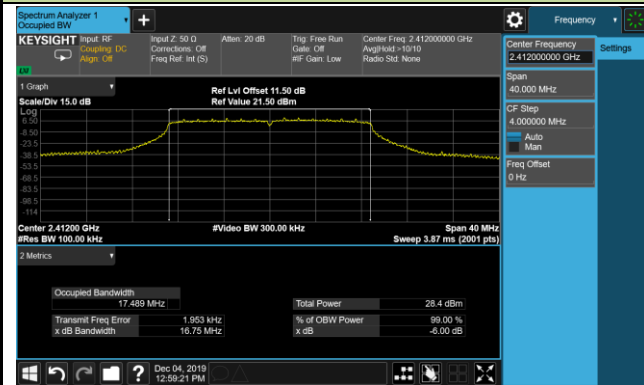 Spectrum Analyzer 1
Occupied BW
+
Frequency
KEYSIGHT
Input: RF
Coupling: DC
Align: Off
Input Z: 50 Ω
Corrections: Off
Freq Ref: Int (S)
Atten: 20 dB
Trig: Free Run
Gate: Off
#IF Gain: Low
Center Freq: 2.412000000 GHz
Avg|Hold:>10/10
Radio Std: None
Center Frequency
2.412000000 GHz
Settings
Span
40.000 MHz
CF Step
4.000000 MHz
Auto
Man
Freq Offset
0 Hz
1 Graph
Scale/Div 15.0 dB
Ref Lvl Offset 11.50 dB
Ref Value 21.50 dBm
Log
6.50
-8.50
-23.5
-38.5
-53.5
-68.5
-83.5
-98.5
-114
Center 2.41200 GHz
#Res BW 100.00 kHz
#Video BW 300.00 kHz
Span 40 MHz
Sweep 3.87 ms (2001 pts)
2 Metrics
Occupied Bandwidth
17.489 MHz
Total Power 28.4 dBm
Transmit Freq Error 1.953 kHz
% of OBW Power 99.00 %
x dB Bandwidth 16.75 MHz
x dB -6.00 dB
?
Dec 04, 2019
12:59:21 PM